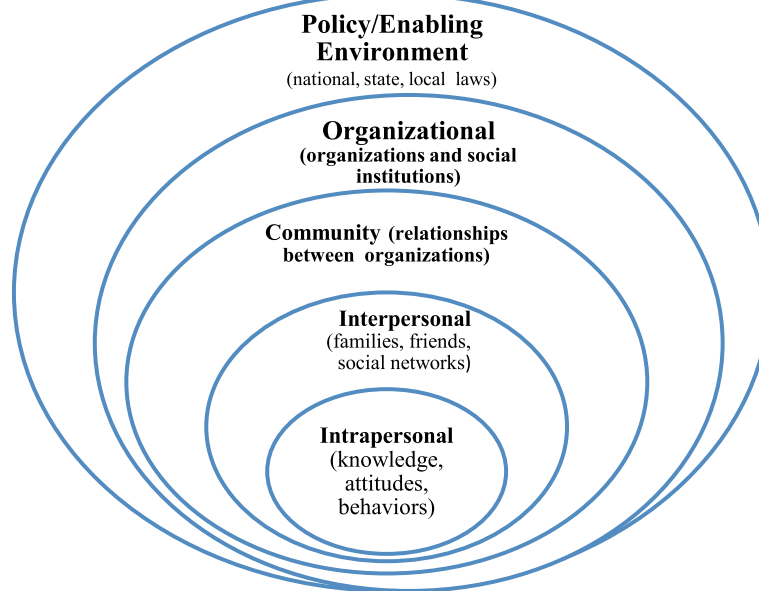 Policy/Enabling
Environment
(national, state, local laws)
Organizational
(organizations and social
institutions)
Community (relationships
between organizations)
Interpersonal
(families, friends,
social networks)
Intrapersonal
(knowledge,
attitudes,
behaviors)